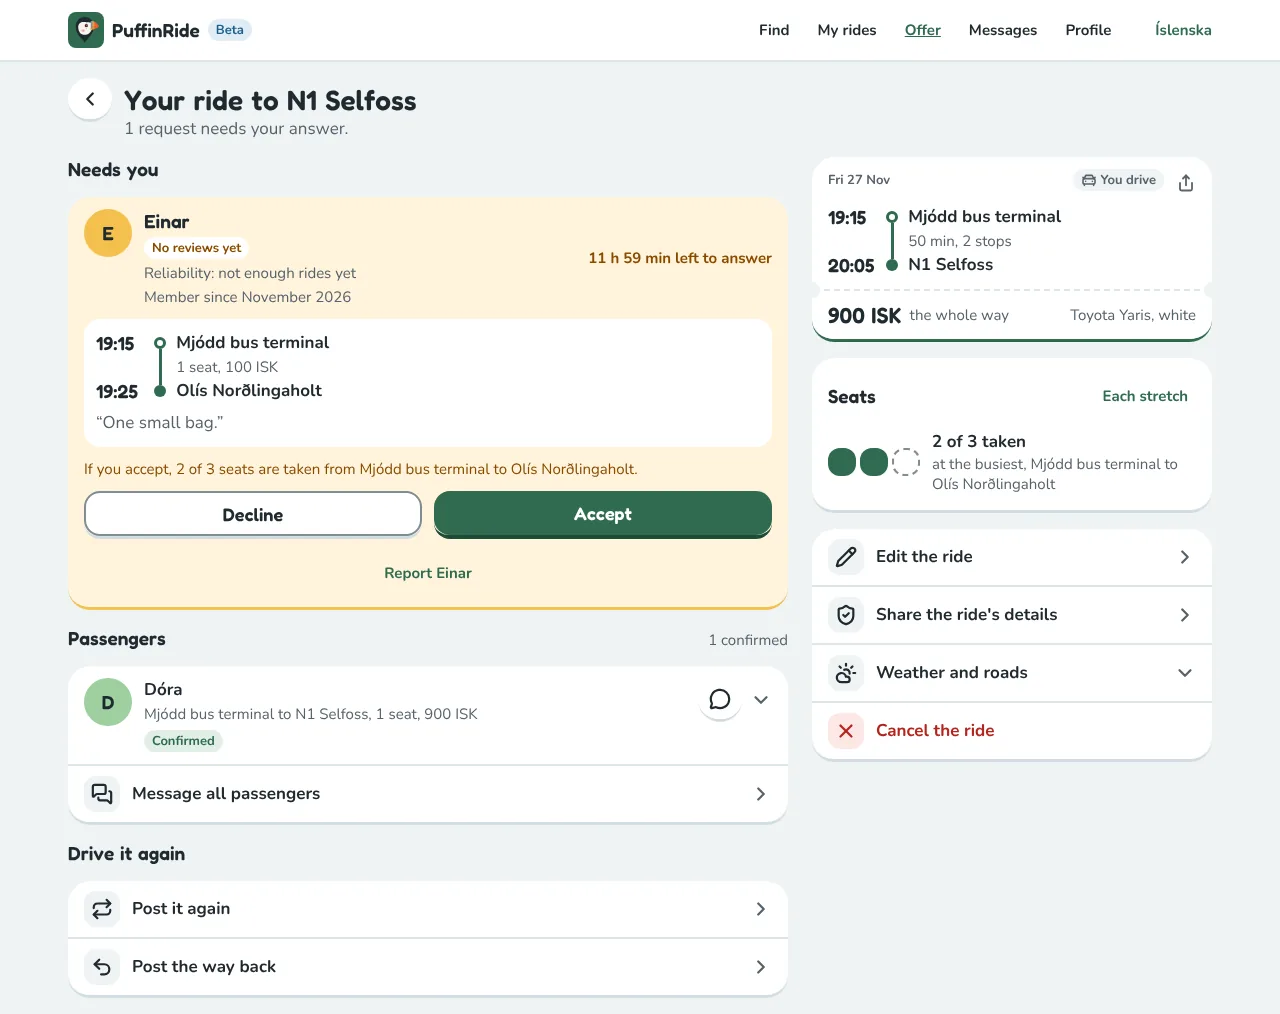 PuffinRide Beta
Find My rides Offer Messages Profile Íslenska
Your ride to N1 Selfoss
1 request needs your answer.
Needs you
E
Einar
No reviews yet
Reliability: not enough rides yet
Member since November 2026
11 h 59 min left to answer
19:15 Mjódd bus terminal
1 seat, 100 ISK
19:25 Olís Norðlingaholt
“One small bag.”
If you accept, 2 of 3 seats are taken from Mjódd bus terminal to Olís Norðlingaholt.
Decline Accept
Report Einar
Passengers 1 confirmed
D
Dóra
Mjódd bus terminal to N1 Selfoss, 1 seat, 900 ISK
Confirmed
Message all passengers
Drive it again
Post it again
Post the way back
Fri 27 Nov You drive
19:15 Mjódd bus terminal
50 min, 2 stops
20:05 N1 Selfoss
900 ISK the whole way Toyota Yaris, white
Seats Each stretch
2 of 3 taken
at the busiest, Mjódd bus terminal to
Olís Norðlingaholt
Edit the ride
Share the ride's details
Weather and roads
Cancel the ride